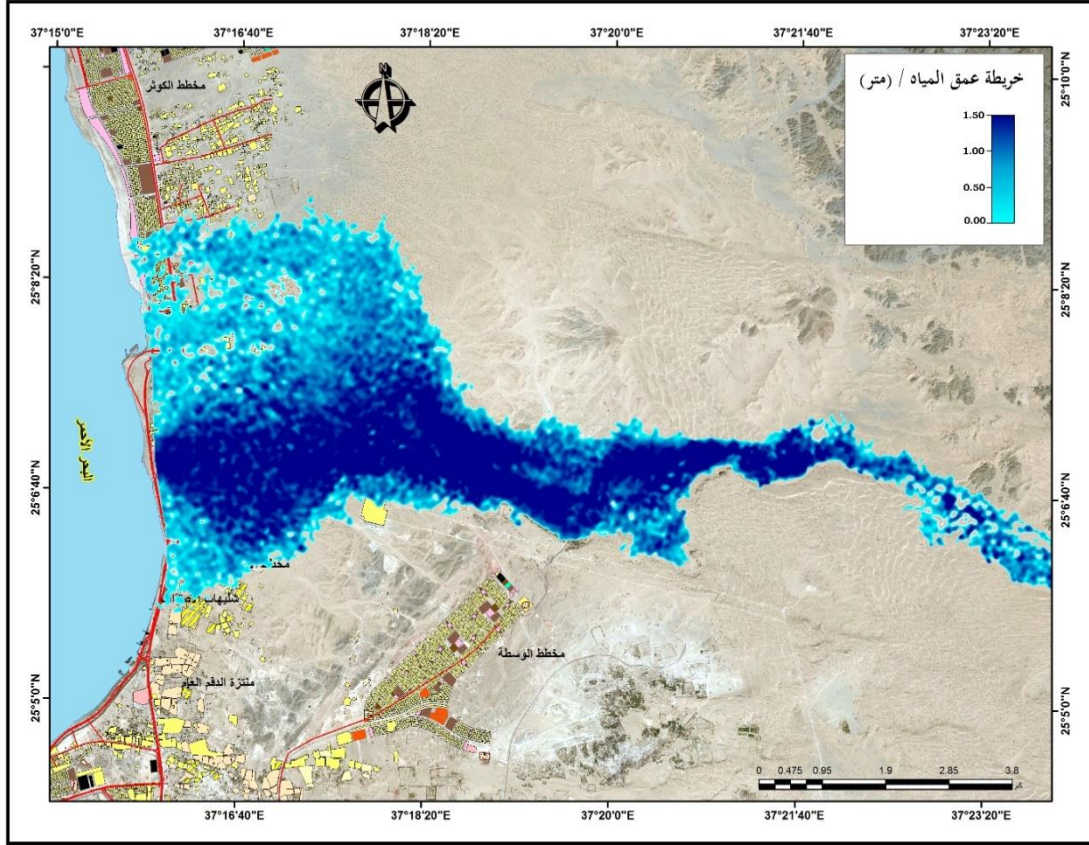 37°15'0"E
37°16'40"E
37°18'20"E
37°20'0"E
37°21'40"E
37°23'20"E
خريطة عمق المياه / (متر)
1.50
1.00
0.50
0.00
مخطط الكوثر
25°10'0"N
25°8'20"N
25°8'20"N
البحر الأحمر
25°6'40"N
25°6'40"N
شاليهات
مخطط الوسطة
منتزة الدقم العام
25°5'0"N
25°5'0"N
0 0.475 0.95 1.9 2.85 3.8
كم
37°16'40"E
37°18'20"E
37°20'0"E
37°21'40"E
37°23'20"E